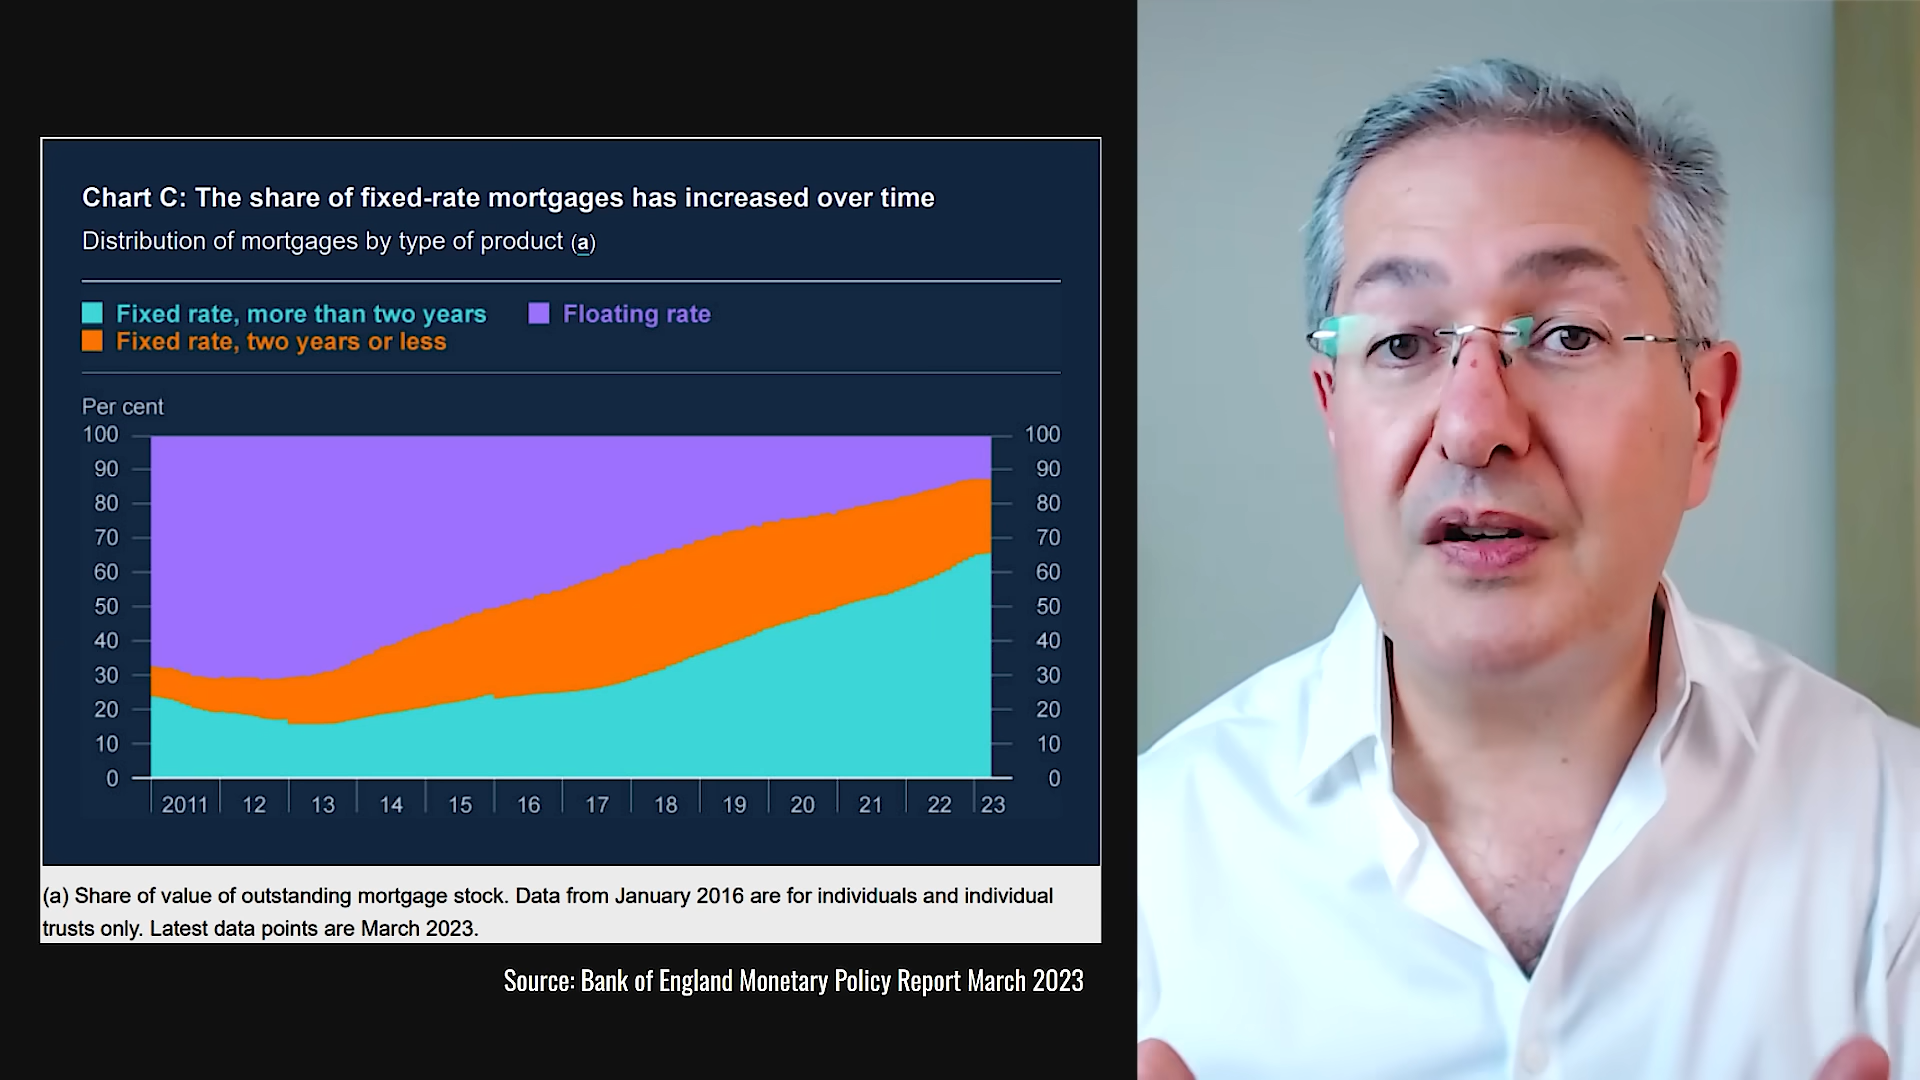 Chart C: The share of fixed-rate mortgages has increased over time
Distribution of mortgages by type of product (a)
Fixed rate, more than two years
Floating rate
Fixed rate, two years or less
Per cent
100 100
90 90
80 80
70 70
60 60
50 50
40 40
30 30
20 20
10 10
0 0
2011 12 13 14 15 16 17 18 19 20 21 22 23
(a) Share of value of outstanding mortgage stock. Data from January 2016 are for individuals and individual
trusts only. Latest data points are March 2023.
Source: Bank of England Monetary Policy Report March 2023